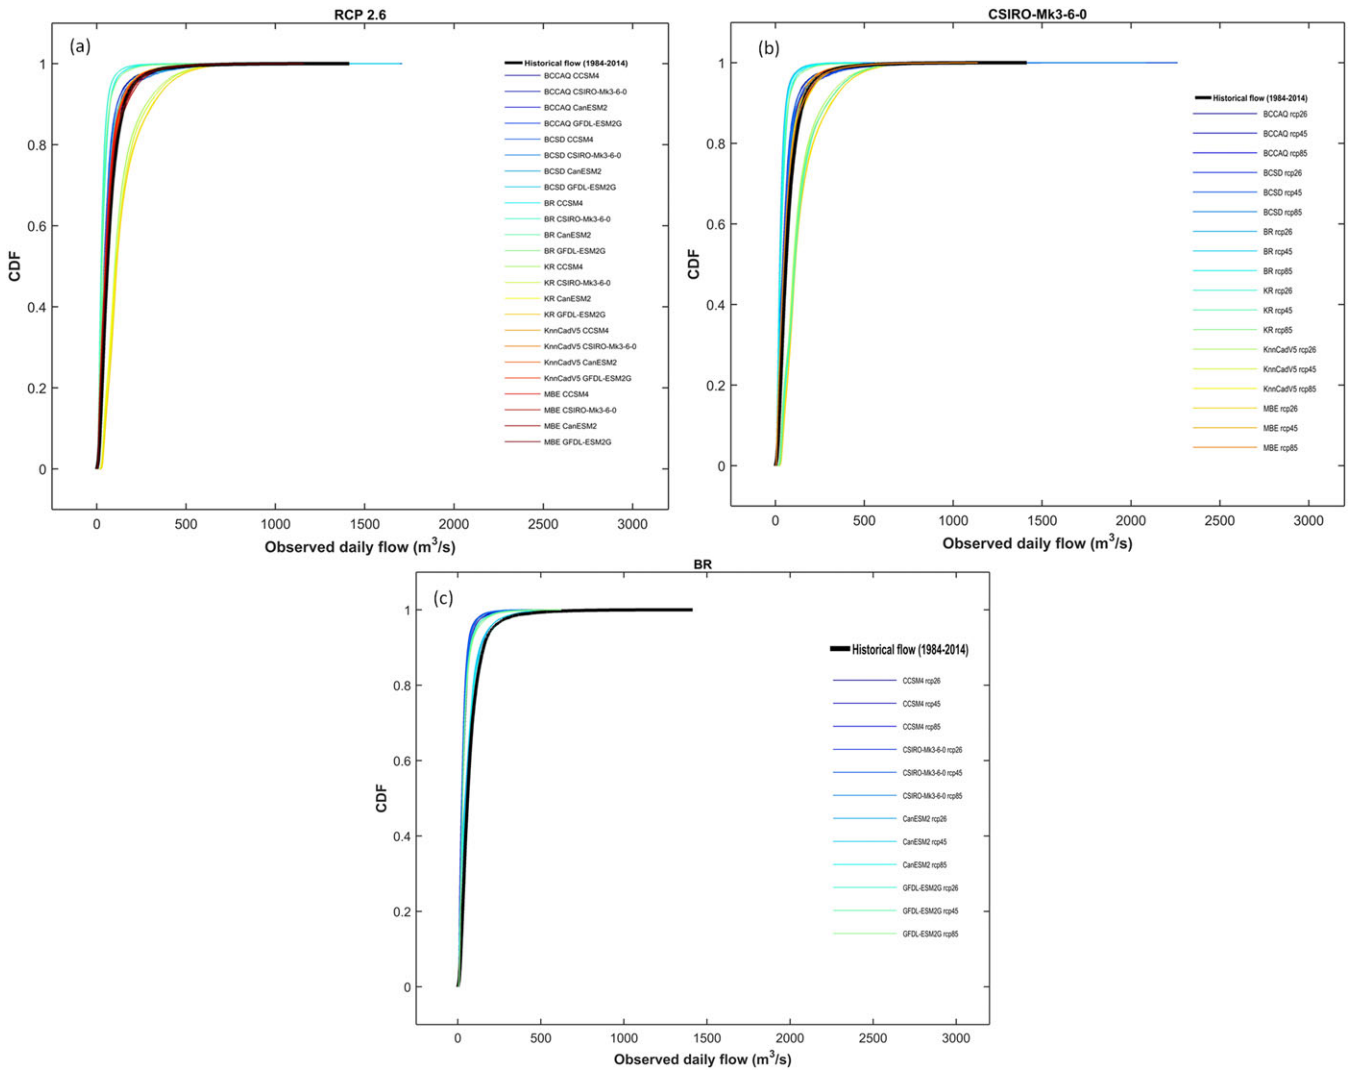 RCP 2.6
(a)
1
0.8
0.6
0.4
0.2
0
CDF
0 500 1000 1500 2000 2500 3000
Observed daily flow (m³/s)
Historical flow (1984-2014)
BCCAQ CCSM4
BCCAQ CSIRO-Mk3-6-0
BCCAQ CanESM2
BCCAQ GFDL-ESM2G
BCSD CCSM4
BCSD CSIRO-Mk3-6-0
BCSD CanESM2
BCSD GFDL-ESM2G
BR CCSM4
BR CSIRO-Mk3-6-0
BR CanESM2
BR GFDL-ESM2G
KR CCSM4
KR CSIRO-Mk3-6-0
KR CanESM2
KR GFDL-ESM2G
KnnCadV5 CCSM4
KnnCadV5 CSIRO-Mk3-6-0
KnnCadV5 CanESM2
KnnCadV5 GFDL-ESM2G
MBE CCSM4
MBE CSIRO-Mk3-6-0
MBE CanESM2
MBE GFDL-ESM2G
CSIRO-Mk3-6-0
(b)
1
0.8
0.6
0.4
0.2
0
CDF
0 500 1000 1500 2000 2500 3000
Observed daily flow (m³/s)
Historical flow (1984-2014)
BCCAQ rcp26
BCCAQ rcp45
BCCAQ rcp85
BCSD rcp26
BCSD rcp45
BCSD rcp85
BR rcp26
BR rcp45
BR rcp85
KR rcp26
KR rcp45
KR rcp85
KnnCadV5 rcp26
KnnCadV5 rcp45
KnnCadV5 rcp85
MBE rcp26
MBE rcp45
MBE rcp85
BR
(c)
1
0.8
0.6
0.4
0.2
0
CDF
0 500 1000 1500 2000 2500 3000
Observed daily flow (m³/s)
Historical flow (1984-2014)
CCSM4 rcp26
CCSM4 rcp45
CCSM4 rcp85
CSIRO-Mk3-6-0 rcp26
CSIRO-Mk3-6-0 rcp45
CSIRO-Mk3-6-0 rcp85
CanESM2 rcp26
CanESM2 rcp45
CanESM2 rcp85
GFDL-ESM2G rcp26
GFDL-ESM2G rcp45
GFDL-ESM2G rcp85